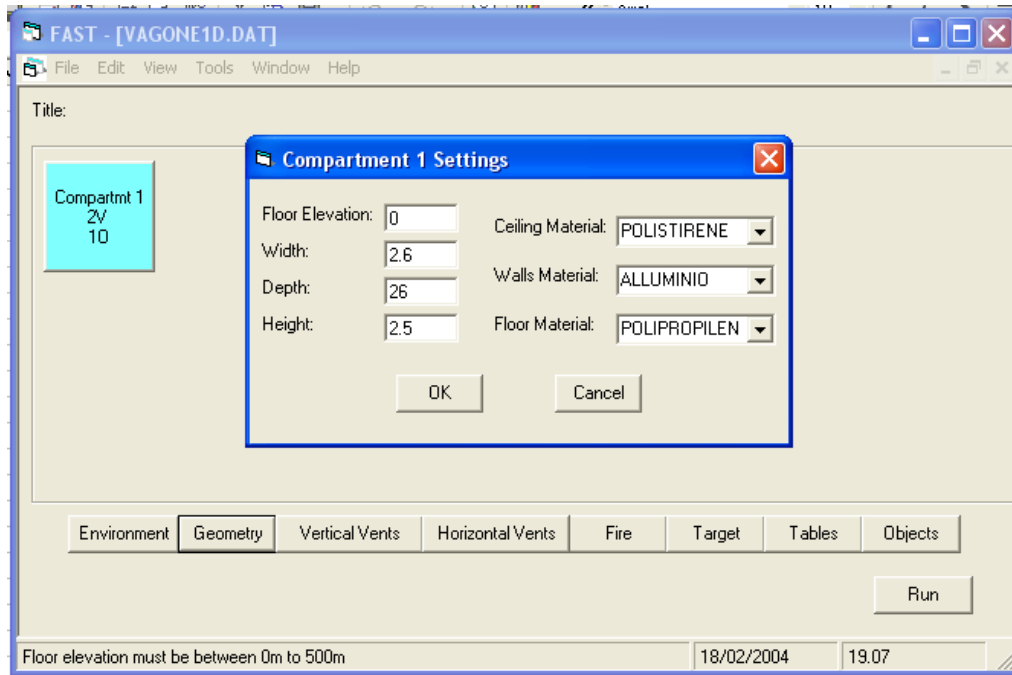 FAST - [VAGONE1D.DAT]
File Edit View Tools Window Help
Title:
Compartmt 1
2V
1O
Compartment 1 Settings
Floor Elevation: 0
Width: 2.6
Depth: 26
Height: 2.5
Ceiling Material: POLISTIRENE
Walls Material: ALLUMINIO
Floor Material: POLIPROPILEN
OK Cancel
Environment Geometry Vertical Vents Horizontal Vents Fire Target Tables Objects
Run
Floor elevation must be between 0m to 500m 18/02/2004 19.07